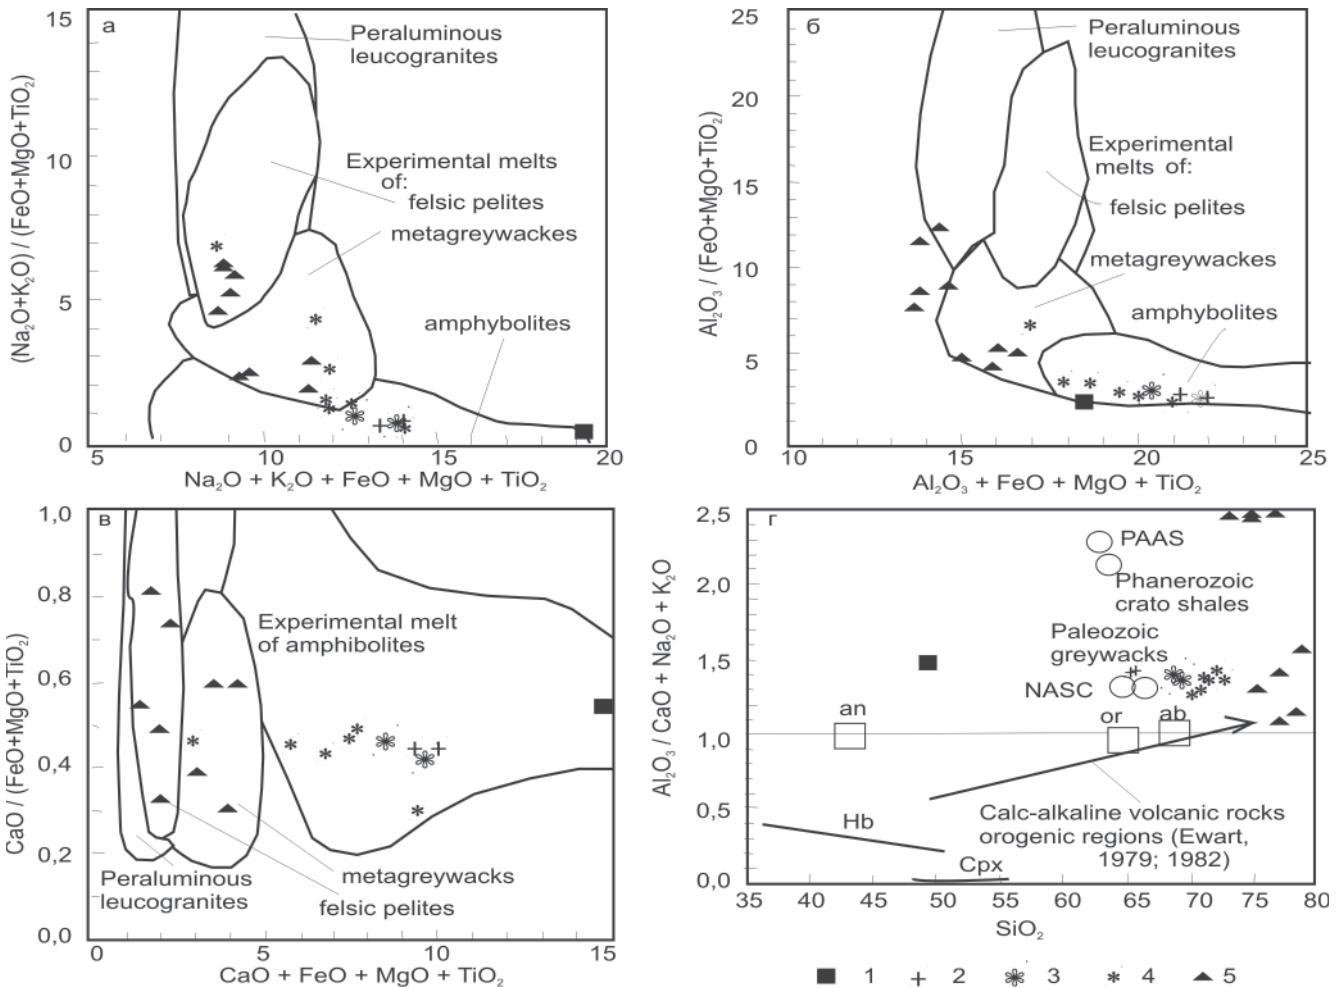 а
15
10
5
0
(Na₂O+K₂O) / (FeO+MgO+TiO₂)
Peraluminous
leucogranites
Experimental melts
of:
felsic pelites
metagreywackes
amphybolites
5
10
15
20
Na₂O + K₂O + FeO + MgO + TiO₂
б
25
20
15
10
5
0
Al₂O₃ / (FeO+MgO+TiO₂)
Peraluminous
leucogranites
Experimental
melts of:
felsic pelites
metagreywackes
amphybolites
10
15
20
25
Al₂O₃ + FeO + MgO + TiO₂
в
1,0
0,8
0,6
0,4
0,2
0,0
CaO / (FeO+MgO+TiO₂)
Experimental melt
of amphibolites
Peraluminous
leucogranites
metagreywacks
felsic pelites
0
5
10
15
CaO + FeO + MgO + TiO₂
г
2,5
2,0
1,5
1,0
0,5
0,0
Al₂O₃ / CaO + Na₂O + K₂O
PAAS
Phanerozoic
crato shales
Paleozoic
greywacks
NASC
an
or
ab
Calc-alkaline volcanic rocks
orogenic regions (Ewart,
1979; 1982)
Hb
Cpx
35
40
45
50
55
60
65
70
75
80
SiO₂
1
2
3
4
5